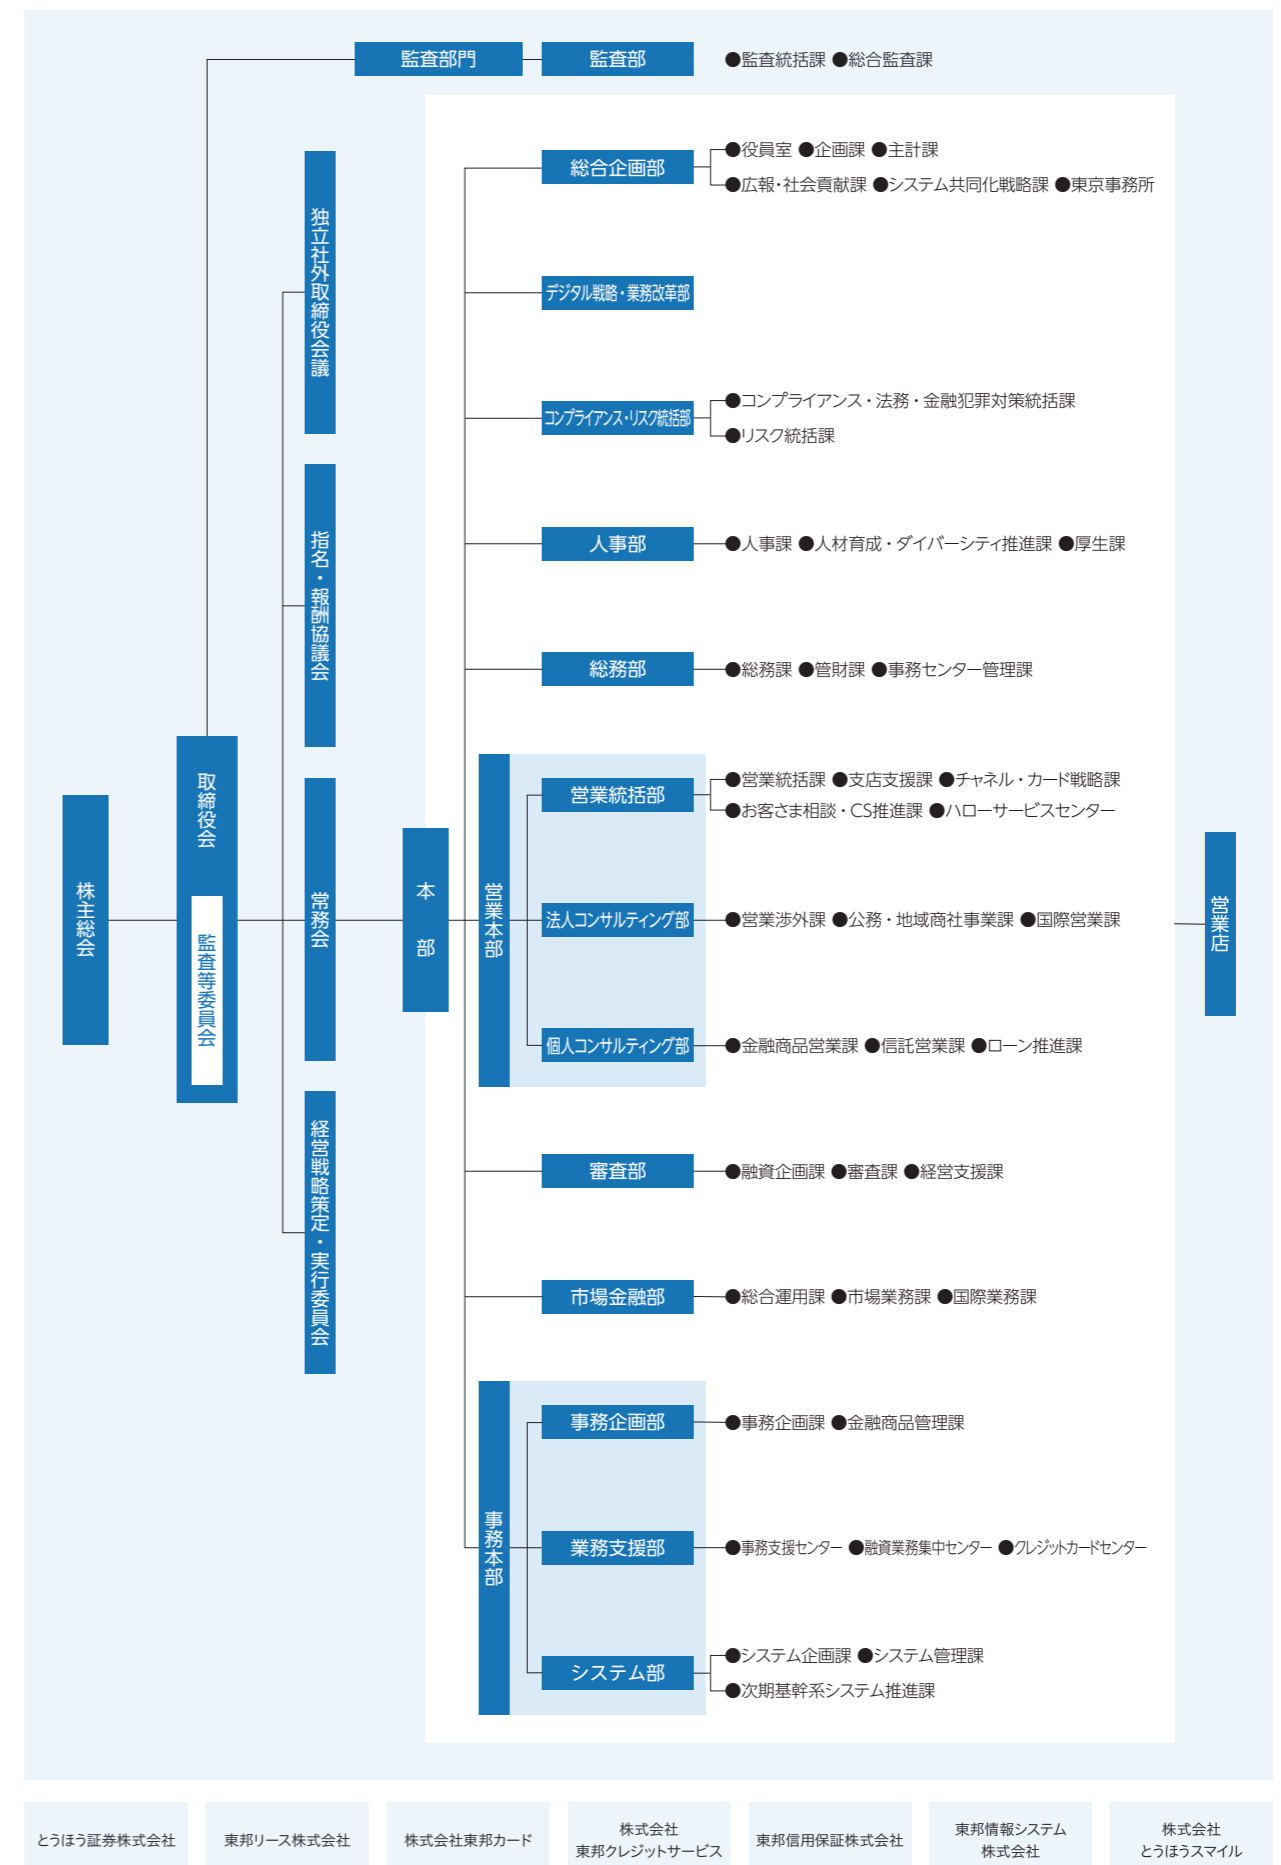 監査部門
監査部
●監査統括課 ●総合監査課
総合企画部
●役員室 ●企画課 ●主計課
●広報・社会貢献課 ●システム共同化戦略課 ●東京事務所
独立社外取締役会議
デジタル戦略・業務改革部
コンプライアンス・リスク統括部
●コンプライアンス・法務・金融犯罪対策統括課
●リスク統括課
指名・報酬協議会
人事部
●人事課 ●人材育成・ダイバーシティ推進課 ●厚生課
総務部
●総務課 ●管財課 ●事務センター管理課
株主総会
取締役会
監査等委員会
常務会
本部
営業本部
営業統括部
●営業統括課 ●支店支援課 ●チャネル・カード戦略課
●お客さま相談・CS推進課 ●ハローサービスセンター
法人コンサルティング部
●営業渉外課 ●公務・地域商社事業課 ●国際営業課
個人コンサルティング部
●金融商品営業課 ●信託営業課 ●ローン推進課
営業店
経営戦略策定・実行委員会
審査部
●融資企画課 ●審査課 ●経営支援課
市場金融部
●総合運用課 ●市場業務課 ●国際業務課
事務本部
事務企画部
●事務企画課 ●金融商品管理課
業務支援部
●事務支援センター ●融資業務集中センター ●クレジットカードセンター
システム部
●システム企画課 ●システム管理課
●次期基幹系システム推進課
とうほう証券株式会社
東邦リース株式会社
株式会社東邦カード
株式会社
東邦クレジットサービス
東邦信用保証株式会社
東邦情報システム
株式会社
株式会社
とうほうスマイル